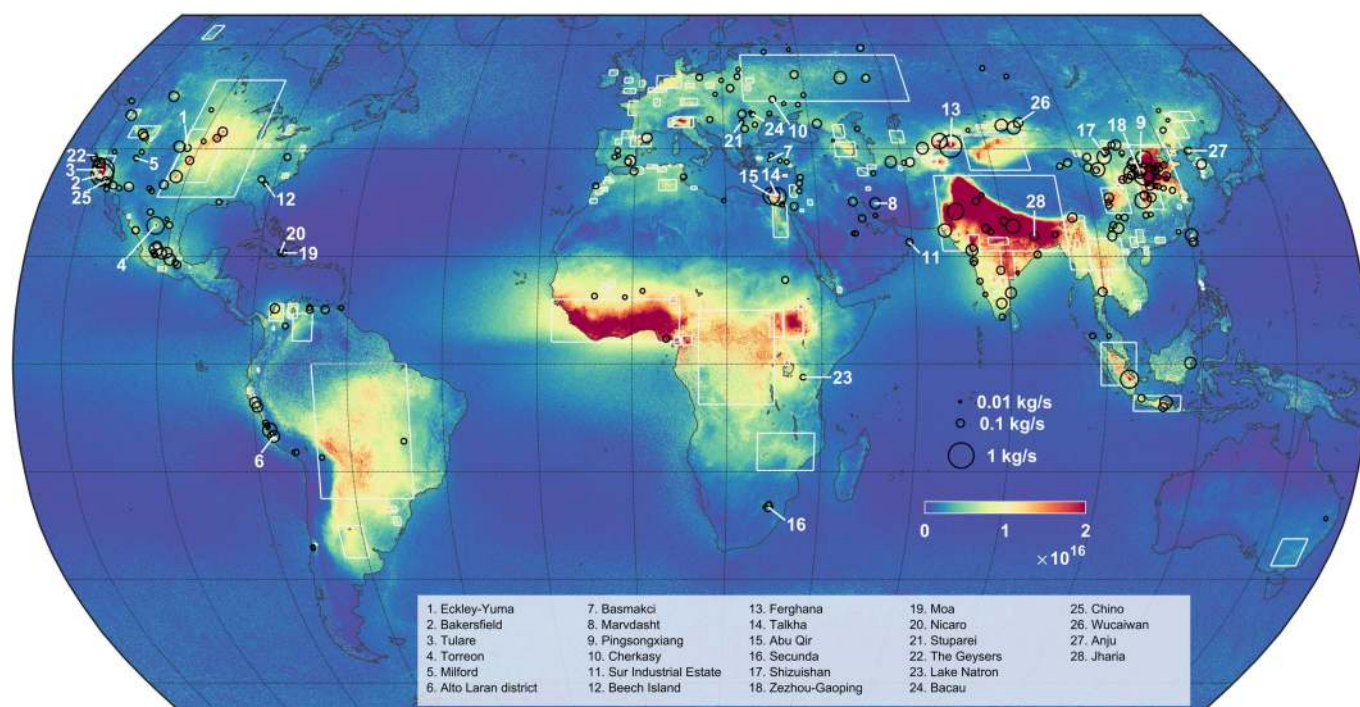 26
13
1
17
18
9
24
10
21
22
5
7
27
3
2
14
12
15
25
8
28
20
4
19
11
23
0.01 kg/s
0.1 kg/s
1 kg/s
6
16
0 1 2
×10^16
1. Eckley-Yuma 7. Basmakci 13. Ferghana 19. Moa 25. Chino
2. Bakersfield 8. Marvdasht 14. Talkha 20. Nicaro 26. Wucaiwan
3. Tulare 9. Pingsongxiang 15. Abu Qir 21. Stuparei 27. Anju
4. Torreon 10. Cherkasy 16. Secunda 22. The Geysers 28. Jharia
5. Milford 11. Sur Industrial Estate 17. Shizuishan 23. Lake Natron
6. Alto Laran district 12. Beech Island 18. Zezhou-Gaoping 24. Bacau